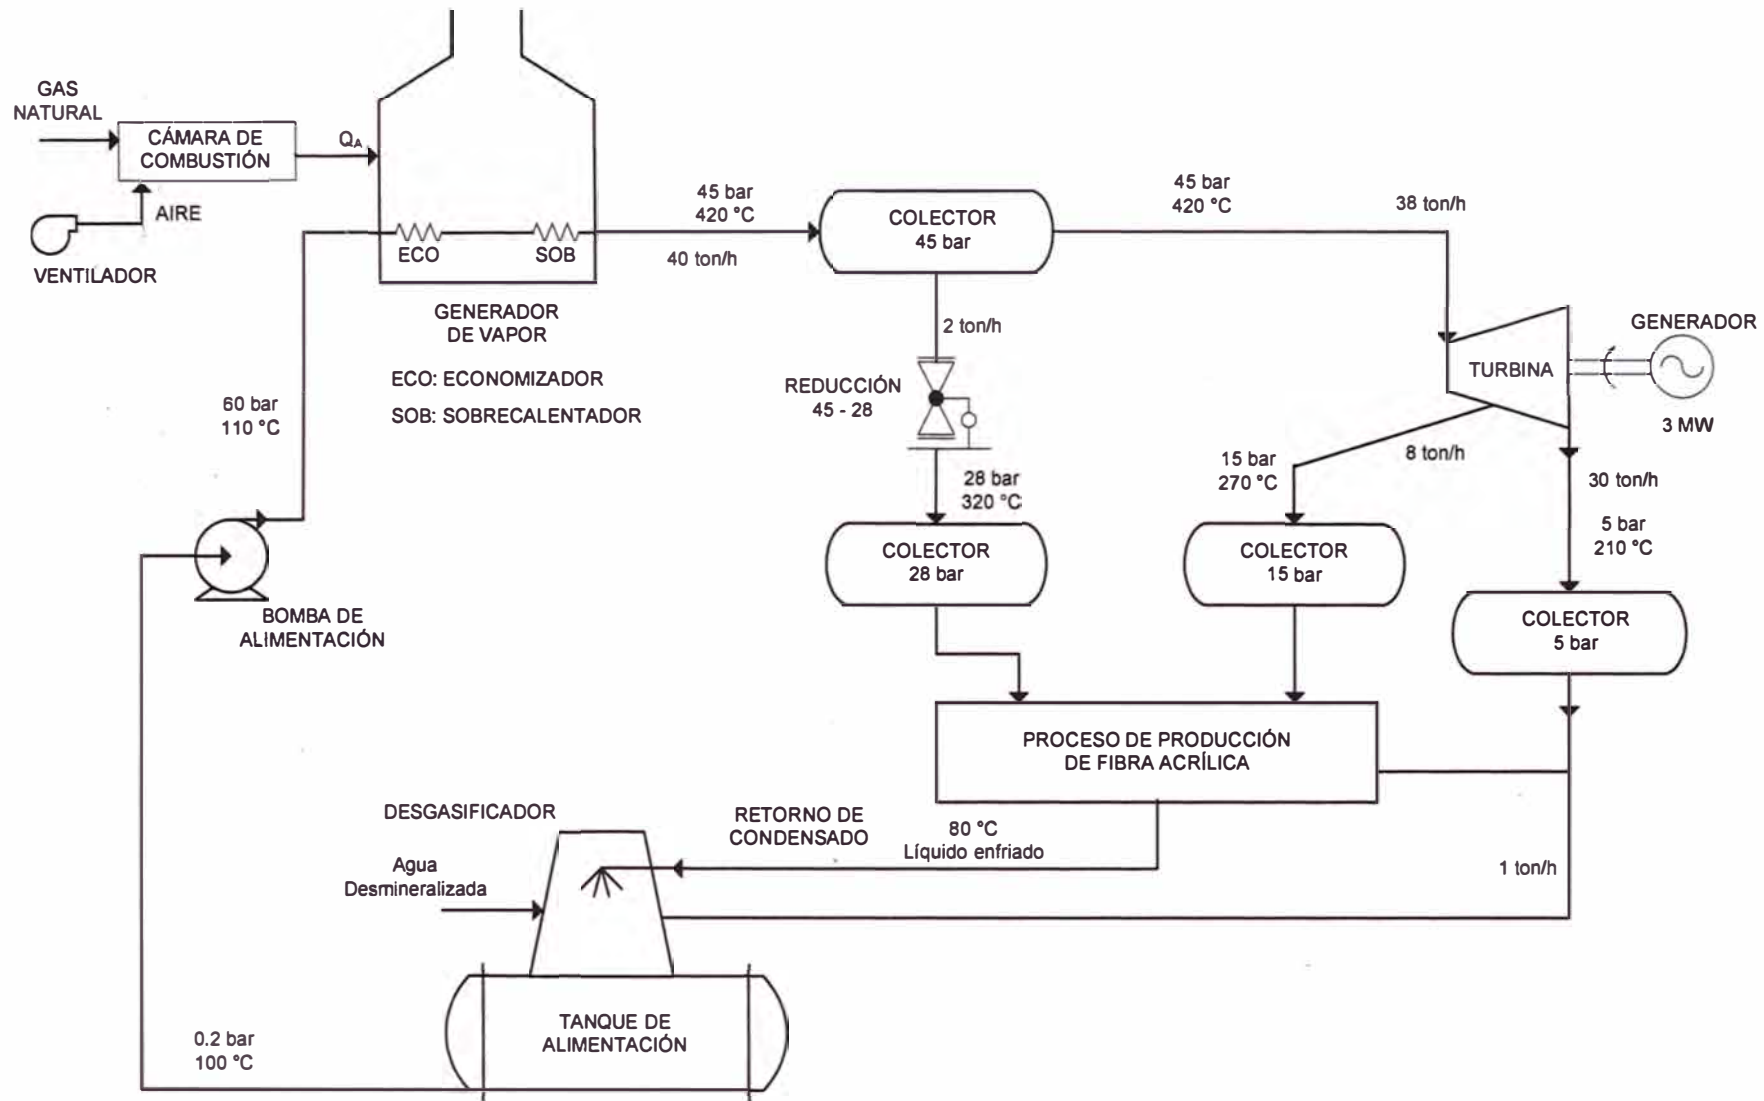 GAS
NATURAL
CÁMARA DE
COMBUSTIÓN
Qᴀ
AIRE
VENTILADOR
ECO
SOB
GENERADOR
DE VAPOR
ECO: ECONOMIZADOR
SOB: SOBRECALENTADOR
45 bar
420 °C
40 ton/h
COLECTOR
45 bar
45 bar
420 °C
38 ton/h
2 ton/h
REDUCCIÓN
45 - 28
28 bar
320 °C
COLECTOR
28 bar
TURBINA
GENERADOR
3 MW
8 ton/h
15 bar
270 °C
COLECTOR
15 bar
30 ton/h
5 bar
210 °C
COLECTOR
5 bar
60 bar
110 °C
BOMBA DE
ALIMENTACIÓN
PROCESO DE PRODUCCIÓN
DE FIBRA ACRÍLICA
DESGASIFICADOR
RETORNO DE
CONDENSADO
80 °C
Líquido enfriado
Agua
Desmineralizada
1 ton/h
TANQUE DE
ALIMENTACIÓN
0.2 bar
100 °C